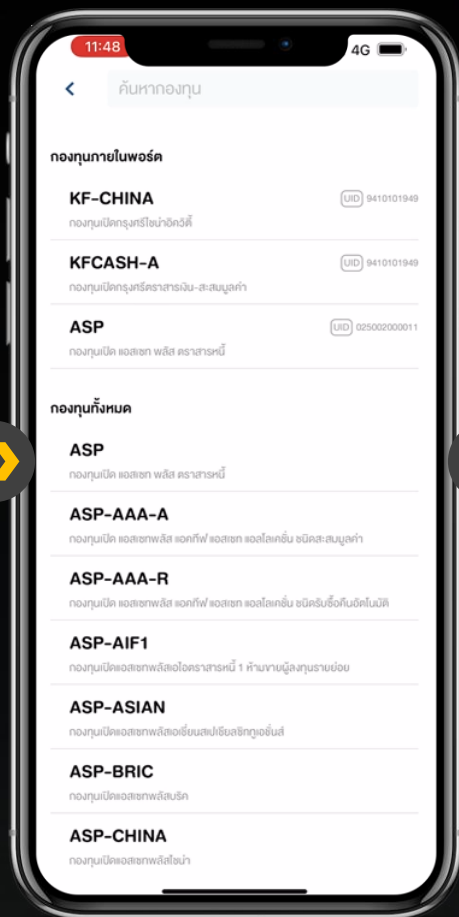 11:48
4G
ค้นหากองทุน
กองทุนภายในพอร์ต
KF-CHINA
UID 9410101949
กองทุนเปิดกรุงศรีไชน่าอิควิตี้
KFCASH-A
UID 9410101949
กองทุนเปิดกรุงศรีตราสารเงิน-สะสมมูลค่า
ASP
UID 025002000011
กองทุนเปิด แอสเซท พลัส ตราสารหนี้
กองทุนทั้งหมด
ASP
กองทุนเปิด แอสเซท พลัส ตราสารหนี้
ASP-AAA-A
กองทุนเปิด แอสเซทพลัส แอคทีฟ แอสเซท แอลโลเคชั่น ชนิดสะสมมูลค่า
ASP-AAA-R
กองทุนเปิด แอสเซทพลัส แอคทีฟ แอสเซท แอลโลเคชั่น ชนิดรับซื้อคืนอัตโนมัติ
ASP-AIF1
กองทุนเปิดแอสเซทพลัสเอไอตราสารหนี้ 1 ห้ามขายผู้ลงทุนรายย่อย
ASP-ASIAN
กองทุนเปิดแอสเซทพลัสเอเชี่ยนสเปเชียลซิททูเอชั่นส์
ASP-BRIC
กองทุนเปิดแอสเซทพลัสบริค
ASP-CHINA
กองทุนเปิดแอสเซทพลัสไชน่า